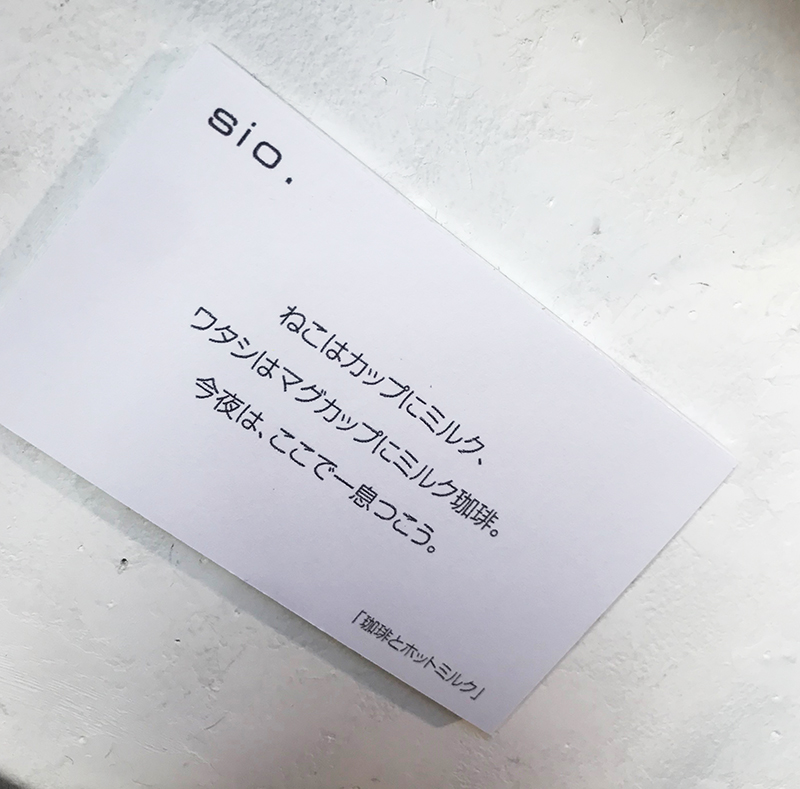 sio.
ねこはカップにミルク、
ワタシはマグカップにミルク珈琲。
今夜は、ここで一息つこう。
「珈琲とホットミルク」